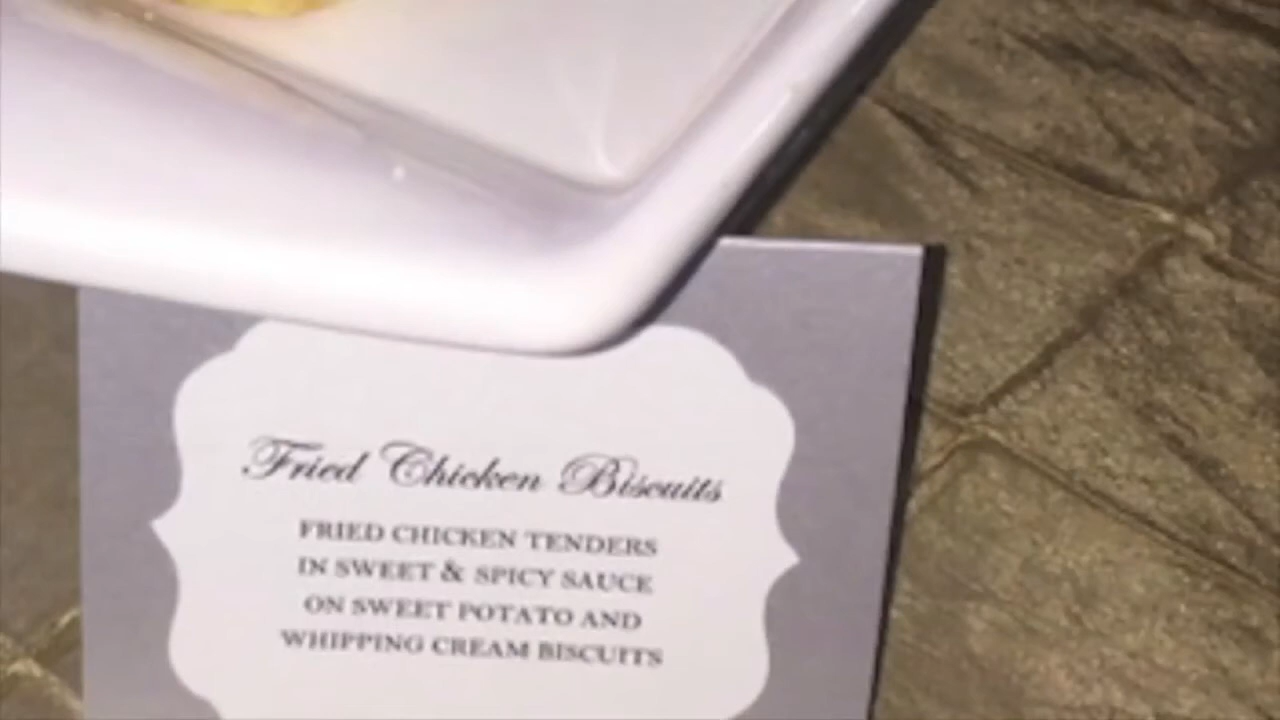 Fried Chicken Biscuits
FRIED CHICKEN TENDERS
IN SWEET & SPICY SAUCE
ON SWEET POTATO AND
WHIPPING CREAM BISCUITS